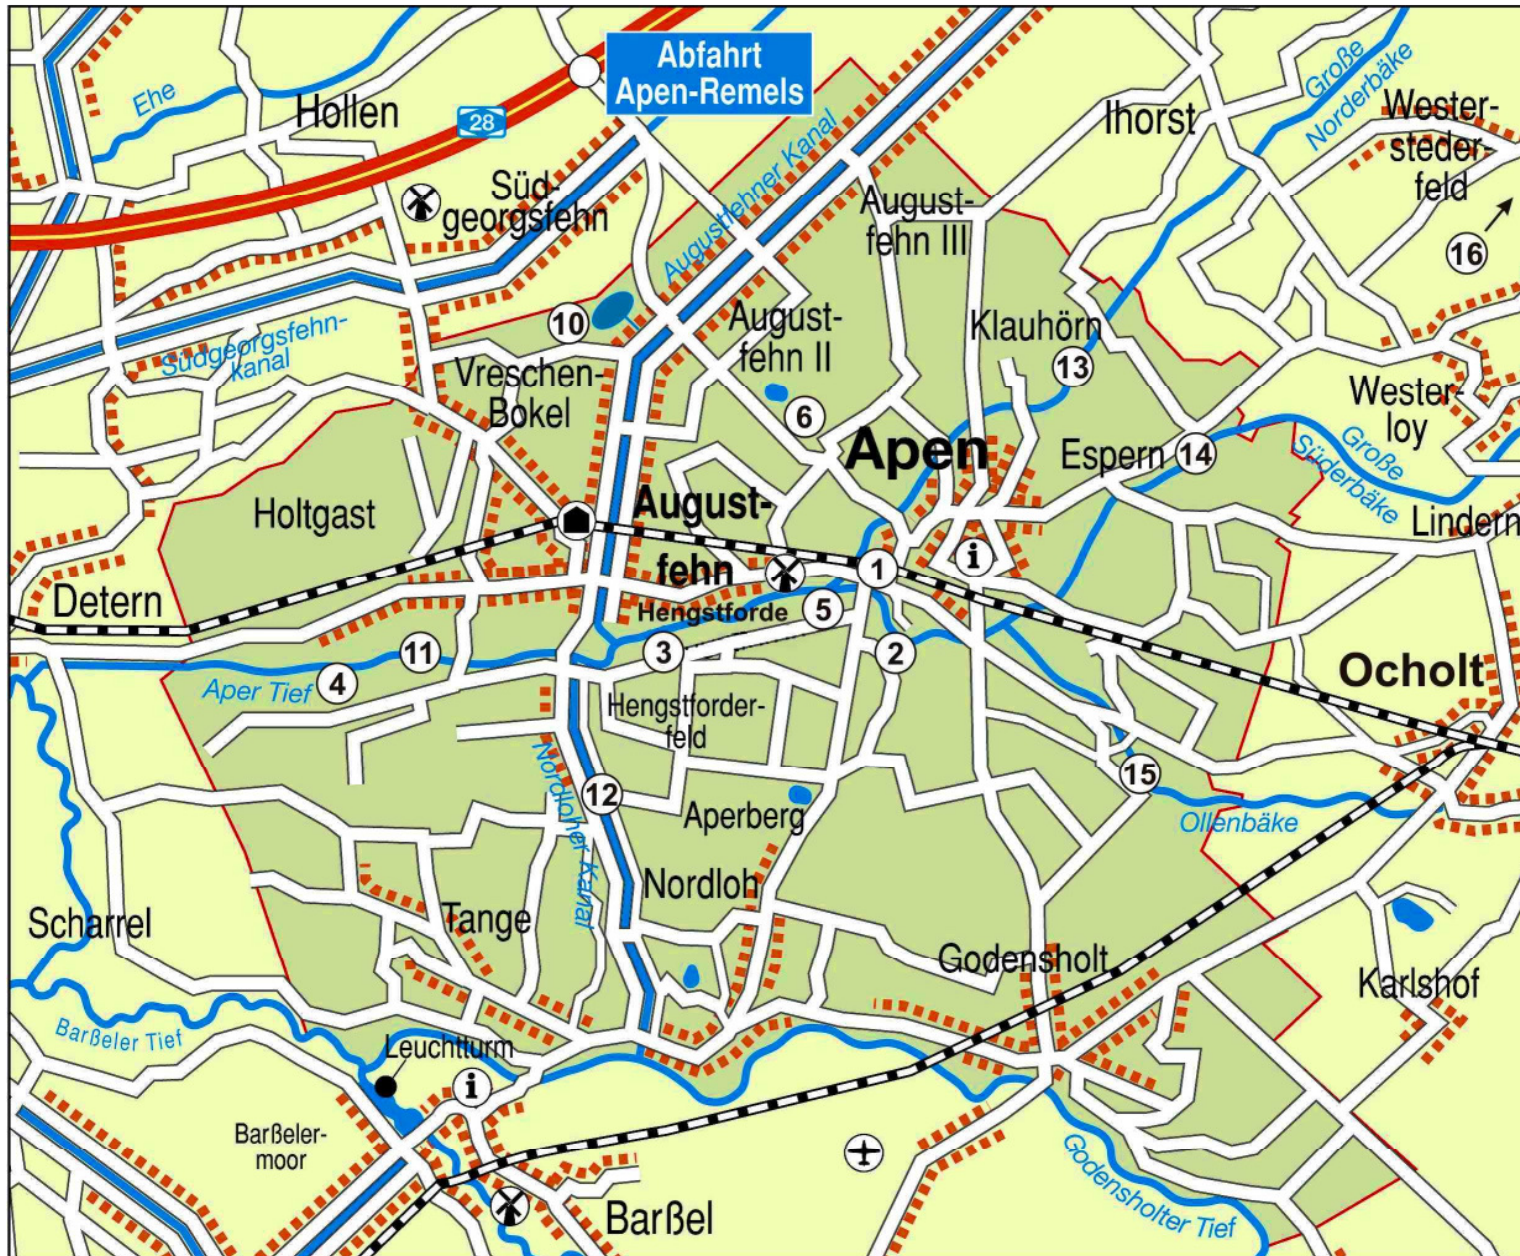 Abfahrt
Apen-Remels
28
Ehe
Hollen
Süd-
georgsfehn
Augustfehner Kanal
August-
fehn III
Ihorst
Große
Norderbäke
Wester-
steder-
feld
16
10
August-
fehn II
Klauhörn
13
Südgeorgsfehn-
kanal
Vreschen-
Bokel
6
Wester-
loy
Apen
Espern
14
Große
Süderbäke
Holtgast
August-
fehn
Lindern
i
1
Detern
Hengstforde
5
3
2
11
4
Aper Tief
Ocholt
Hengstforder-
feld
Nordloher Kanal
12
15
Aperberg
Ollenbäke
Nordloh
Tange
Scharrel
Godensholt
Karlshof
Barßeler Tief
Leuchtturm
i
Barßeler-
moor
Godensholter Tief
Barßel